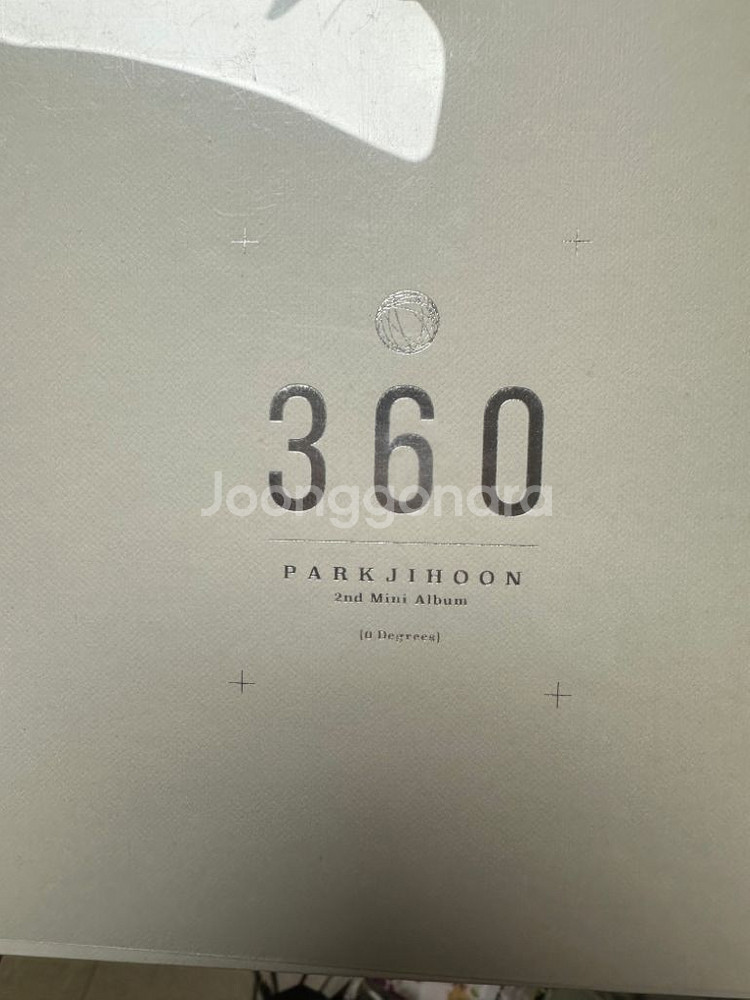 360
Joonggonara
PARKJIHOON
2nd Mini Album
(0 Degrees)